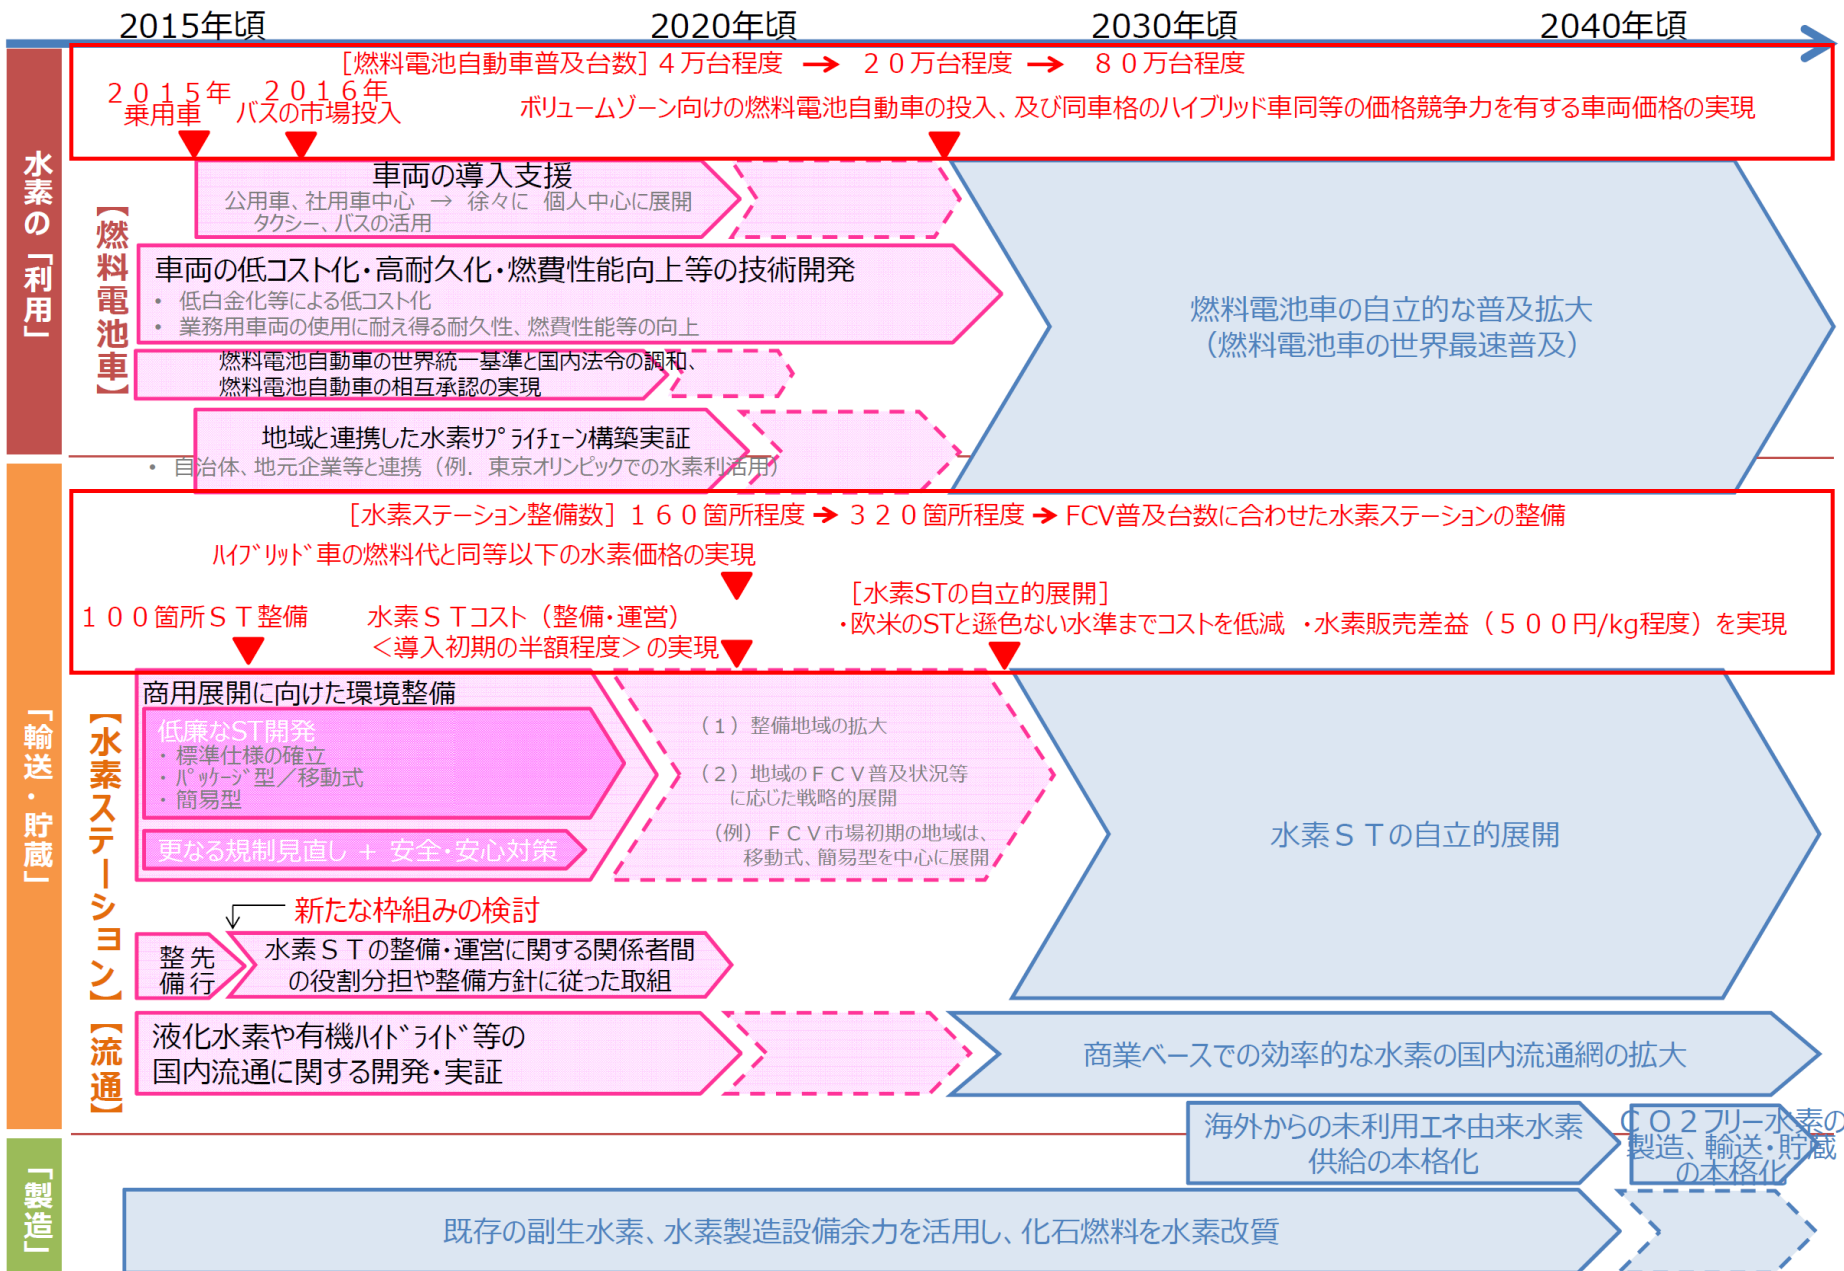 2015年頃
2020年頃
2030年頃
2040年頃
水素の「利用」
[燃料電池自動車普及台数] ４万台程度 → ２０万台程度 → ８０万台程度
２０１５年
乗用車
２０１６年
バスの市場投入
ボリュームゾーン向けの燃料電池自動車の投入、及び同車格のハイブリッド車同等の価格競争力を有する車両価格の実現
【燃料電池車】
車両の導入支援
公用車、社用車中心 → 徐々に 個人中心に展開
タクシー、バスの活用
車両の低コスト化・高耐久化・燃費性能向上等の技術開発
• 低白金化等による低コスト化
• 業務用車両の使用に耐え得る耐久性、燃費性能等の向上
燃料電池自動車の世界統一基準と国内法令の調和、
燃料電池自動車の相互承認の実現
地域と連携した水素ｻﾌﾟﾗｲﾁｪｰﾝ構築実証
• 自治体、地元企業等と連携（例．東京オリンピックでの水素利活用）
燃料電池車の自立的な普及拡大
（燃料電池車の世界最速普及）
「輸送・貯蔵」
[水素ステーション整備数] １６０箇所程度 → ３２０箇所程度 → FCV普及台数に合わせた水素ステーションの整備
ﾊｲﾌﾞﾘｯﾄﾞ車の燃料代と同等以下の水素価格の実現
１００箇所ＳＴ整備
水素ＳＴコスト（整備・運営）
＜導入初期の半額程度＞の実現
[水素STの自立的展開]
・欧米のSTと遜色ない水準までコストを低減 ・水素販売差益（５００円/kg程度）を実現
【水素ステーション】
商用展開に向けた環境整備
低廉なST開発
・標準仕様の確立
・ﾊﾟｯｹｰｼﾞ型／移動式
・簡易型
更なる規制見直し ＋ 安全・安心対策
（１）整備地域の拡大
（２）地域のＦＣＶ普及状況等
に応じた戦略的展開
（例）ＦＣＶ市場初期の地域は、
移動式、簡易型を中心に展開
水素ＳＴの自立的展開
新たな枠組みの検討
先行
整備
水素ＳＴの整備・運営に関する関係者間
の役割分担や整備方針に従った取組
【流通】
液化水素や有機ﾊｲﾄﾞﾗｲﾄﾞ等の
国内流通に関する開発・実証
商業ベースでの効率的な水素の国内流通網の拡大
「製造」
海外からの未利用エネ由来水素
供給の本格化
ＣＯ２フリー水素の
製造、輸送・貯蔵
の本格化
既存の副生水素、水素製造設備余力を活用し、化石燃料を水素改質